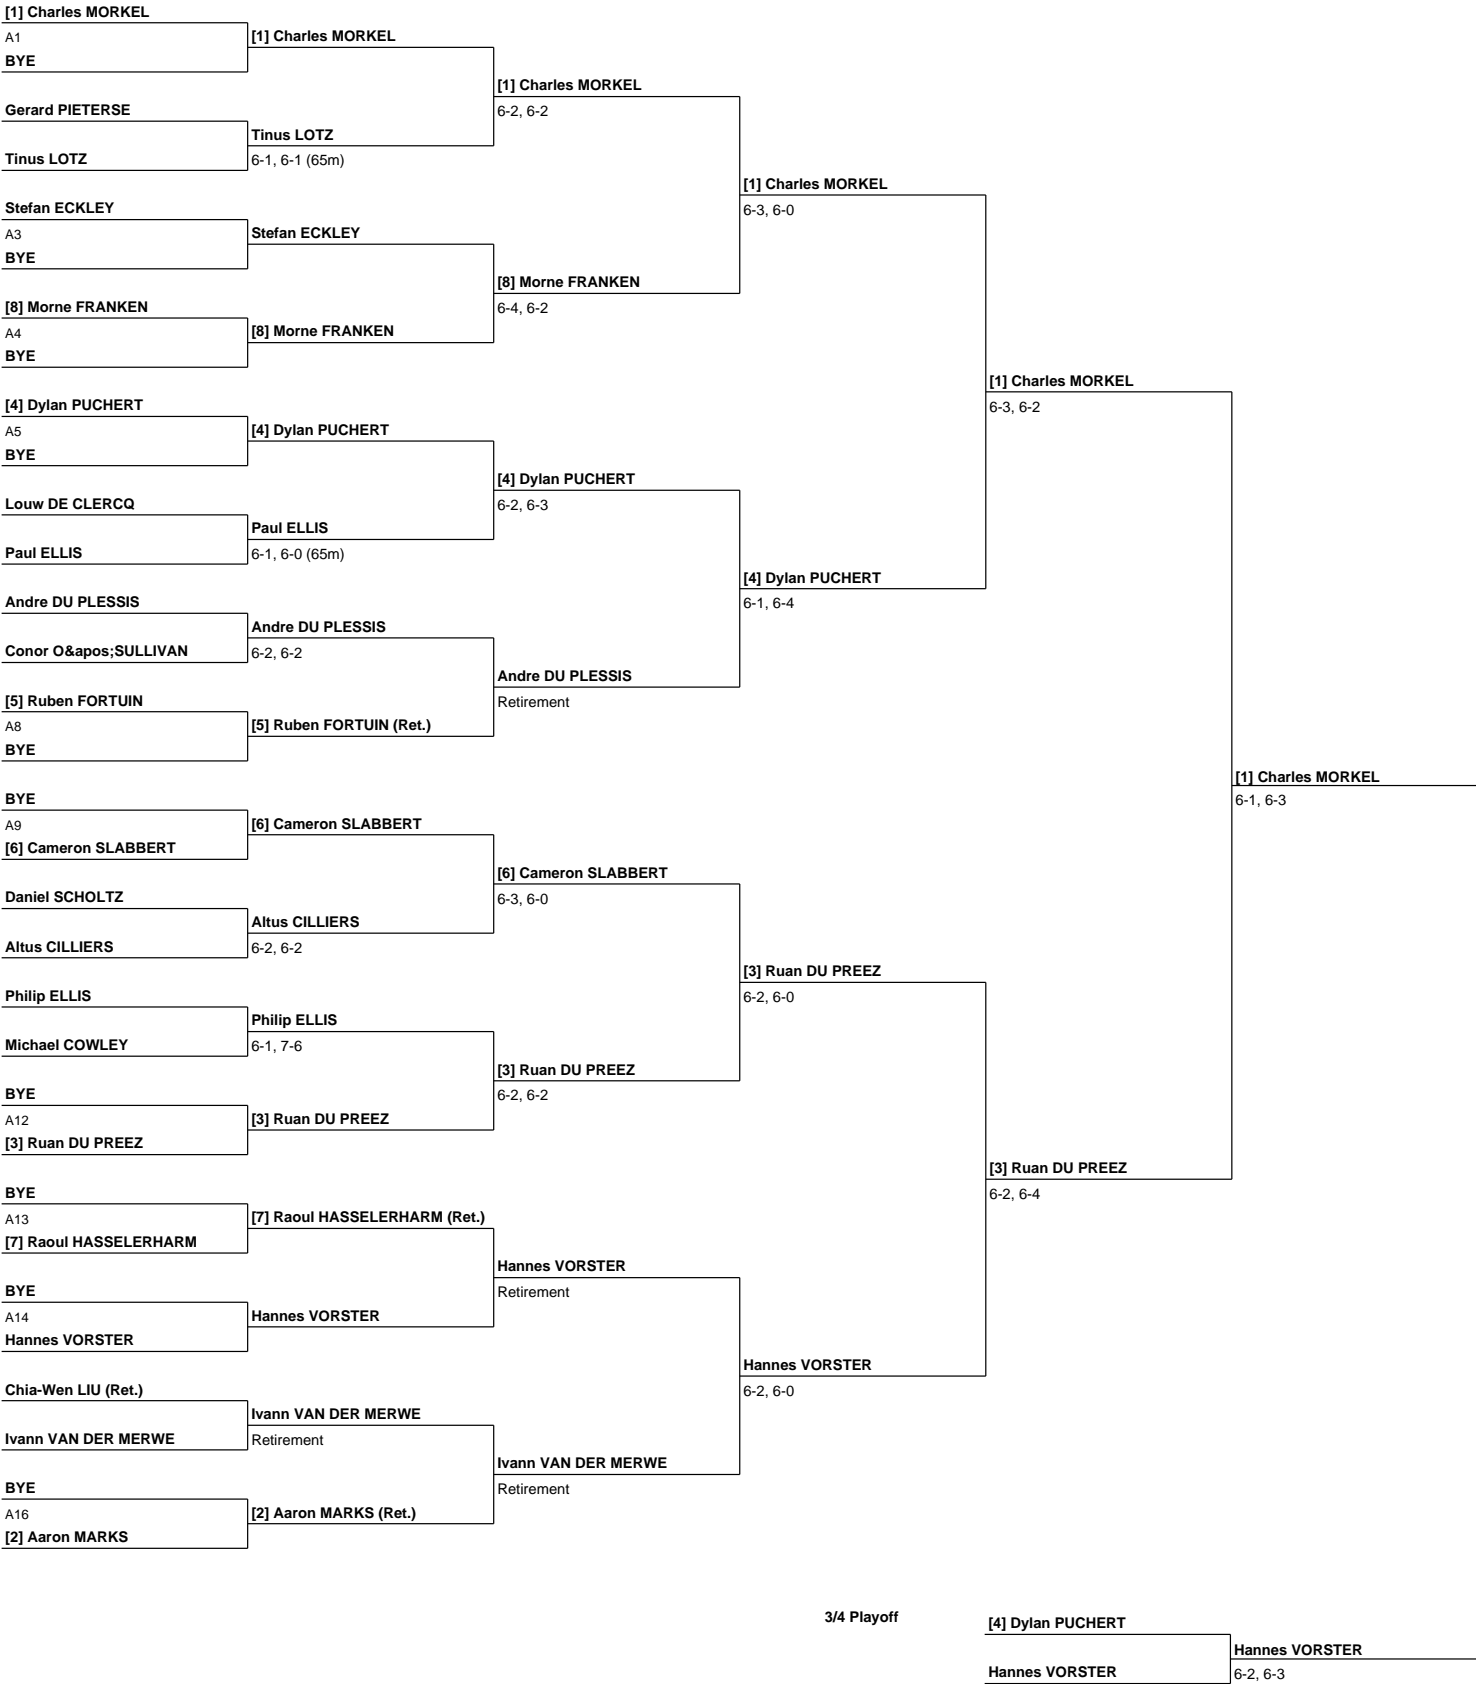 [1] Charles MORKEL
A1
BYE
Gerard PIETERSE
Tinus LOTZ
Stefan ECKLEY
A3
BYE
[8] Morne FRANKEN
A4
BYE
[4] Dylan PUCHERT
A5
BYE
Louw DE CLERCQ
Paul ELLIS
Andre DU PLESSIS
Conor O&apos;SULLIVAN
[5] Ruben FORTUIN
A8
BYE
BYE
A9
[6] Cameron SLABBERT
Daniel SCHOLTZ
Altus CILLIERS
Philip ELLIS
Michael COWLEY
BYE
A12
[3] Ruan DU PREEZ
BYE
A13
[7] Raoul HASSELERHARM
BYE
A14
Hannes VORSTER
Chia-Wen LIU (Ret.)
Ivann VAN DER MERWE
BYE
A16
[2] Aaron MARKS
[1] Charles MORKEL
Tinus LOTZ
6-1, 6-1 (65m)
Stefan ECKLEY
[8] Morne FRANKEN
[4] Dylan PUCHERT
Paul ELLIS
6-1, 6-0 (65m)
Andre DU PLESSIS
6-2, 6-2
[5] Ruben FORTUIN (Ret.)
[6] Cameron SLABBERT
Altus CILLIERS
6-2, 6-2
Philip ELLIS
6-1, 7-6
[3] Ruan DU PREEZ
[7] Raoul HASSELERHARM (Ret.)
Hannes VORSTER
Ivann VAN DER MERWE
Retirement
[2] Aaron MARKS (Ret.)
[1] Charles MORKEL
6-2, 6-2
[8] Morne FRANKEN
6-4, 6-2
[4] Dylan PUCHERT
6-2, 6-3
Andre DU PLESSIS
Retirement
[6] Cameron SLABBERT
6-3, 6-0
[3] Ruan DU PREEZ
6-2, 6-2
Hannes VORSTER
Retirement
Ivann VAN DER MERWE
Retirement
[1] Charles MORKEL
6-3, 6-0
[4] Dylan PUCHERT
6-1, 6-4
[3] Ruan DU PREEZ
6-2, 6-0
Hannes VORSTER
6-2, 6-0
[1] Charles MORKEL
6-3, 6-2
[3] Ruan DU PREEZ
6-2, 6-4
[1] Charles MORKEL
6-1, 6-3
3/4 Playoff
[4] Dylan PUCHERT
Hannes VORSTER
Hannes VORSTER
6-2, 6-3